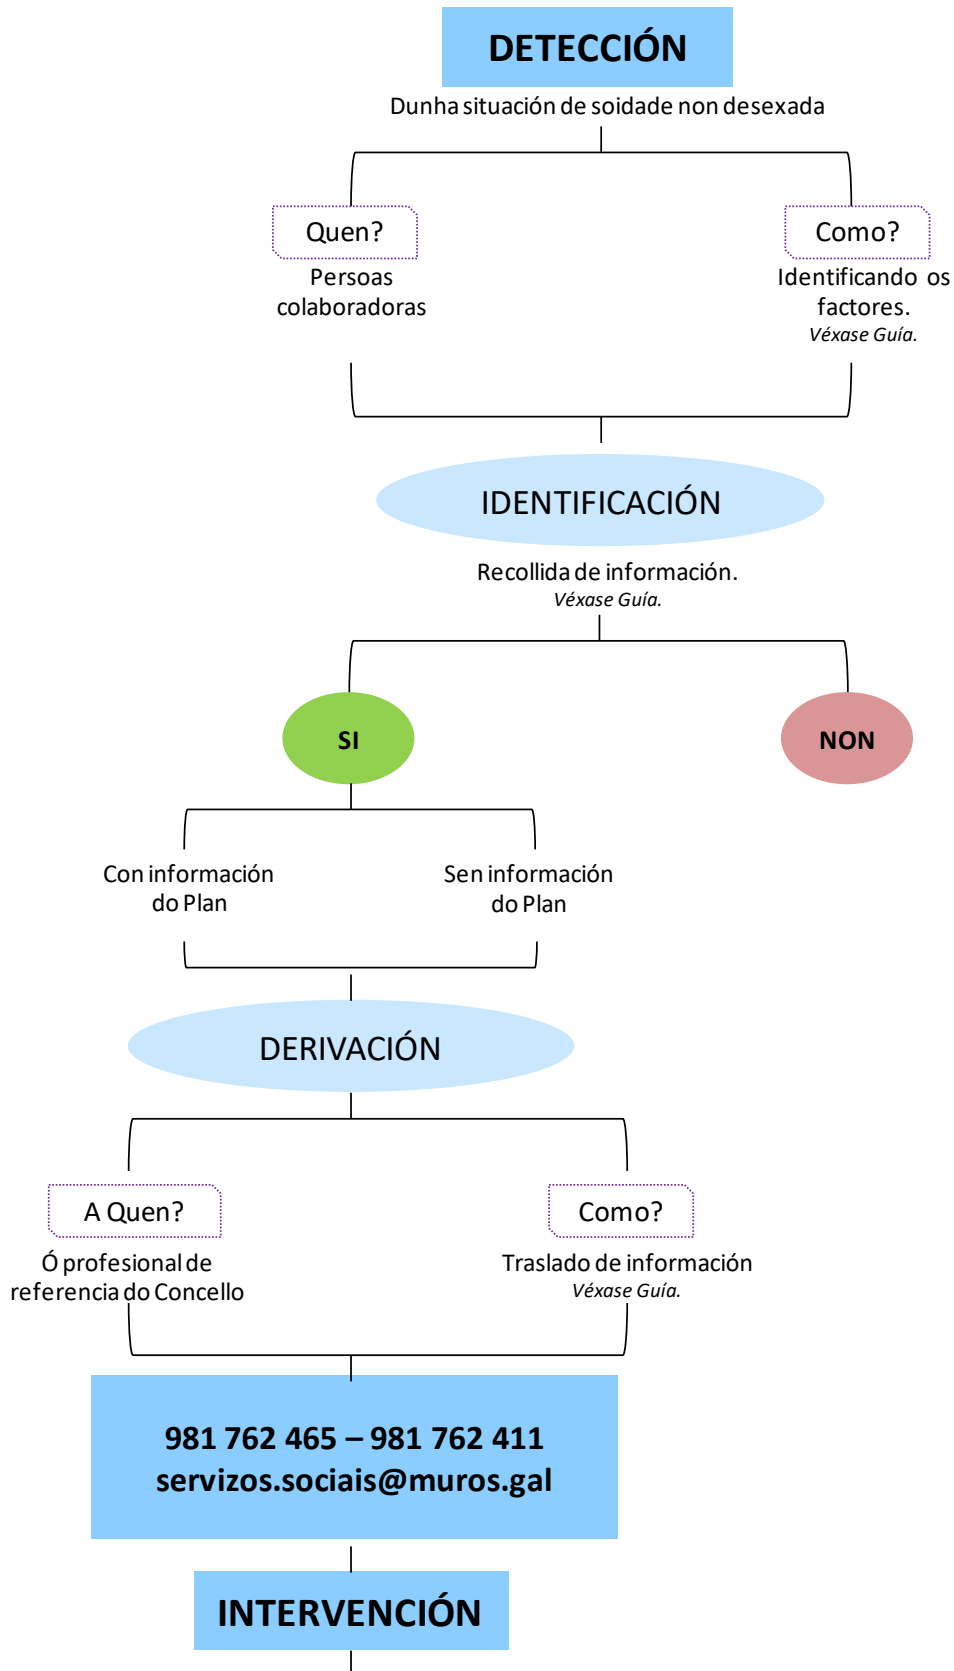 DETECCIÓN
Dunha situación de soidade non desexada
Quen?
Persoas
colaboradoras
Como?
Identificando os
factores.
Véxase Guía.
IDENTIFICACIÓN
Recollida de información.
Véxase Guía.
SI
NON
Con información
do Plan
Sen información
do Plan
DERIVACIÓN
A Quen?
Ó profesional de
referencia do Concello
Como?
Traslado de información
Véxase Guía.
981 762 465 – 981 762 411
servizos.sociais@muros.gal
INTERVENCIÓN